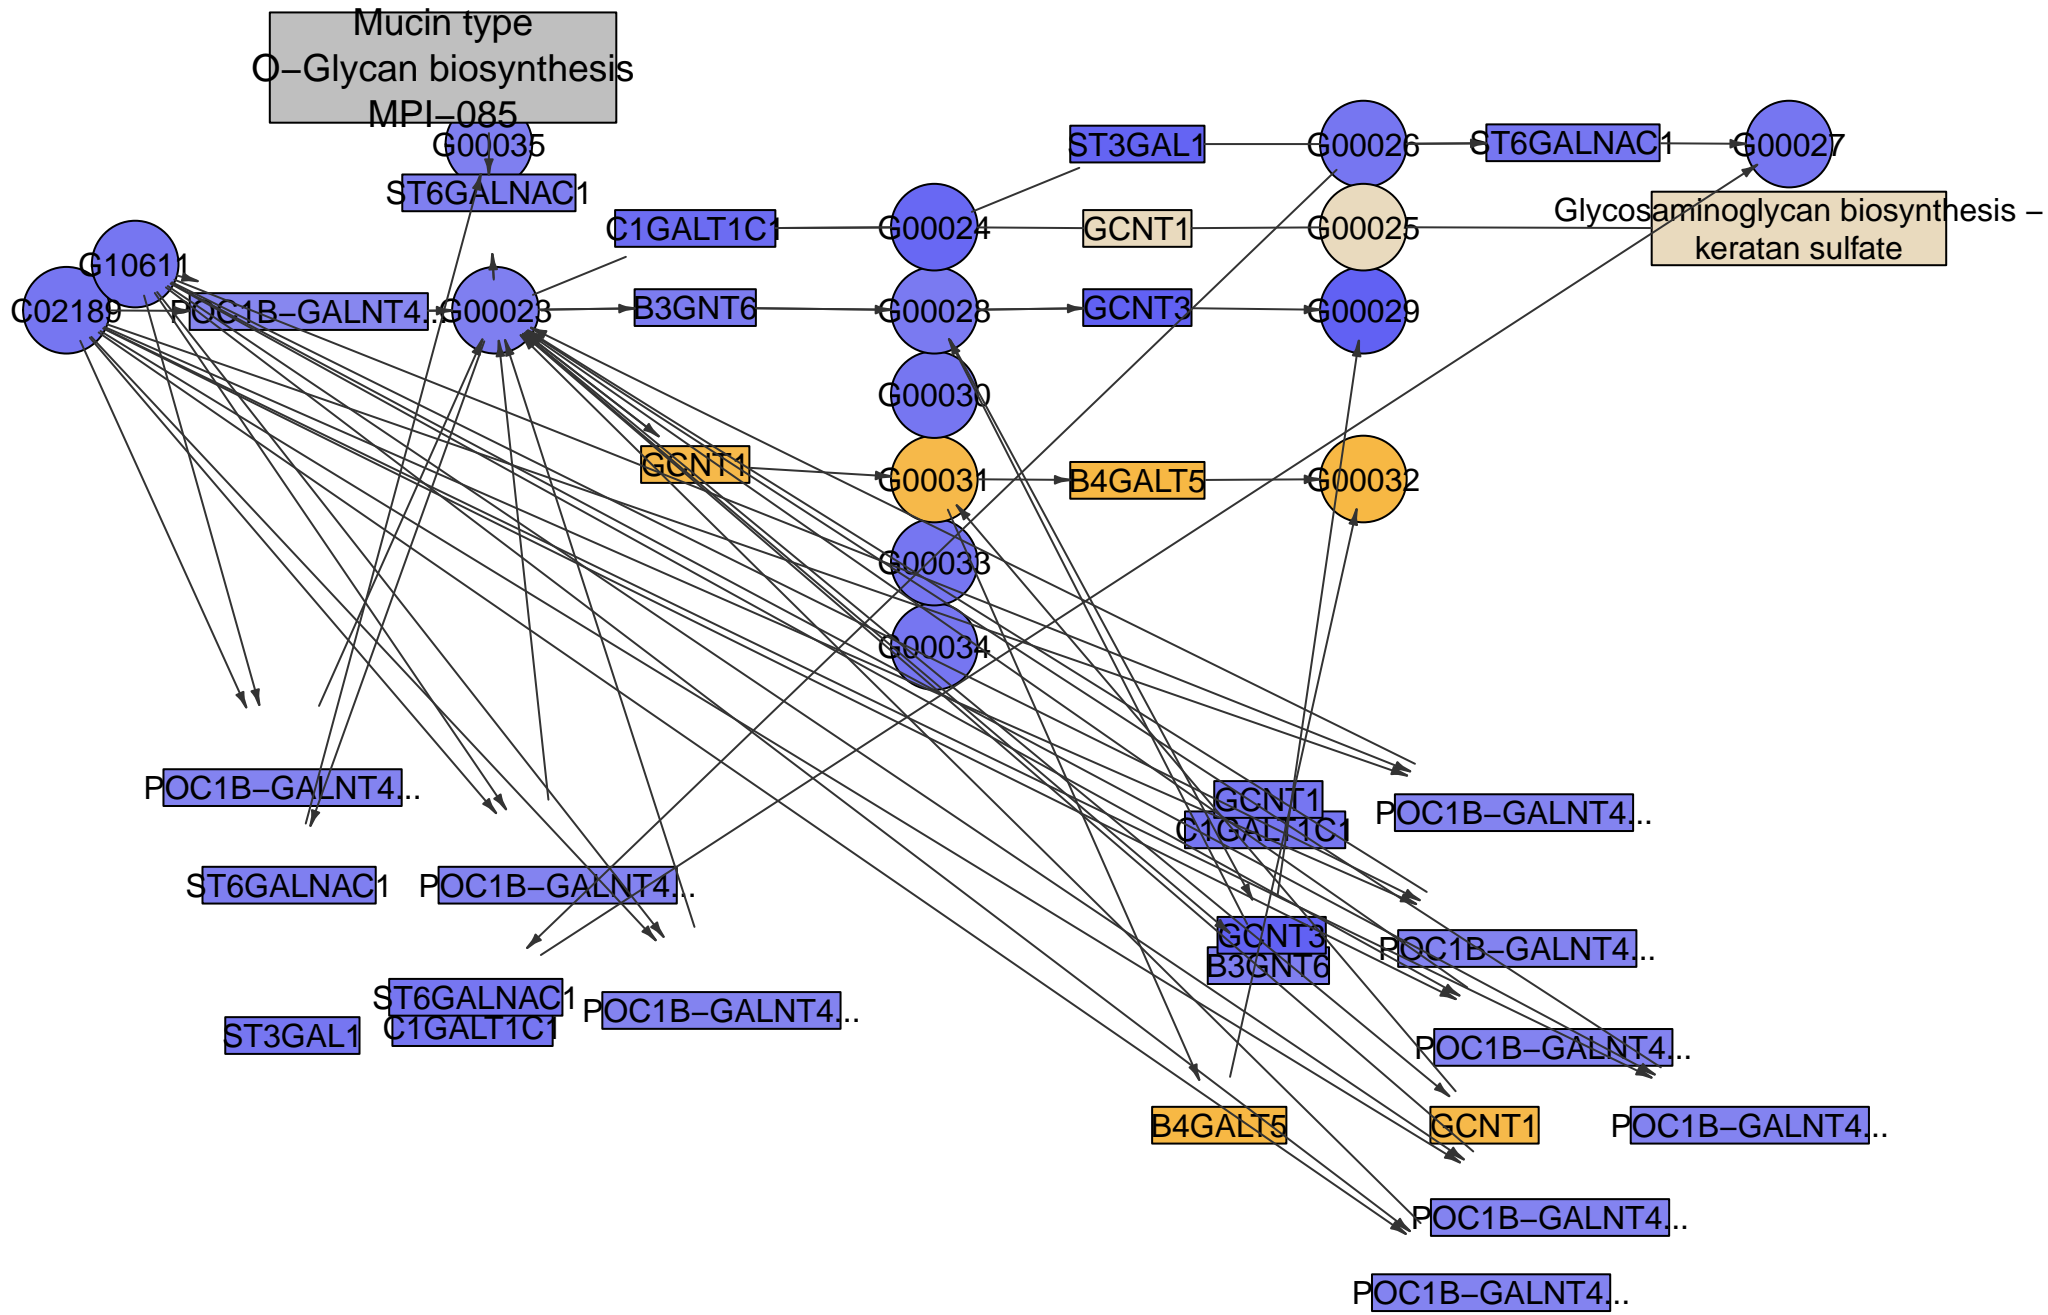 Mucin type
O−Glycan biosynthesis
MPI−085
G00035
ST3GAL1
G00026
ST6GALNAC1
G00027
ST6GALNAC1
C1GALT1C1
G00024
GCNT1
G00025
Glycosaminoglycan biosynthesis −
keratan sulfate
G10611
C02189
POC1B−GALNT4...
G00023
B3GNT6
G00028
GCNT3
G00029
G00030
GCNT1
G00031
B4GALT5
G00032
G00033
G00034
POC1B−GALNT4...
GCNT1
POC1B−GALNT4...
C1GALT1C1
ST6GALNAC1
POC1B−GALNT4...
GCNT3
POC1B−GALNT4...
B3GNT6
ST6GALNAC1
POC1B−GALNT4...
ST3GAL1
C1GALT1C1
POC1B−GALNT4...
B4GALT5
GCNT1
POC1B−GALNT4...
POC1B−GALNT4...
POC1B−GALNT4...